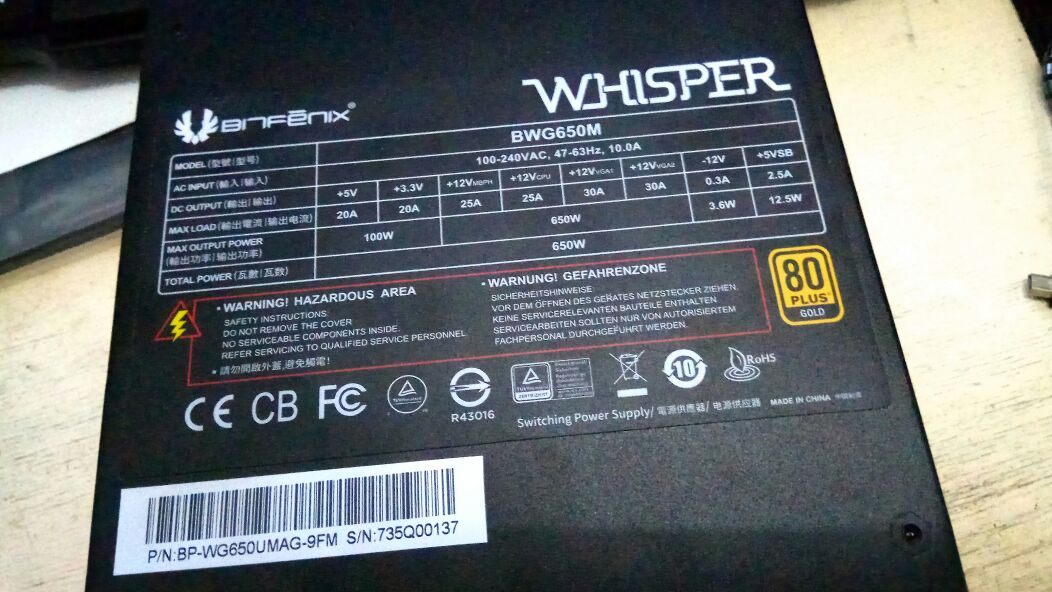 WHISPER
BITFENIX®
MODEL (型號|型号) BWG650M
AC INPUT (輸入|输入) 100-240VAC, 47-63Hz, 10.0A
DC OUTPUT (輸出|输出) +5V +3.3V +12VMBPH +12VCPU +12VVGA1 +12VVGA2 -12V +5VSB
MAX LOAD (輸出電流|输出电流) 20A 20A 25A 25A 30A 30A 0.3A 2.5A
MAX OUTPUT POWER
(輸出功率|输出功率) 100W 650W 3.6W 12.5W
TOTAL POWER (瓦數|瓦数) 650W
• WARNING! HAZARDOUS AREA
SAFETY INSTRUCTIONS:
DO NOT REMOVE THE COVER
NO SERVICEABLE COMPONENTS INSIDE.
REFER SERVICING TO QUALIFIED SERVICE PERSONNEL
• 請勿開啟外蓋,避免觸電!
• WARNUNG! GEFAHRENZONE
SICHERHEITSHINWEISE:
VOR DEM ÖFFNEN DES GERÄTES NETZSTECKER ZIEHEN.
KEINE SERVICERELEVANTEN BAUTEILE ENTHALTEN
SERVICEARBEITEN SOLLTEN NUR VON AUTORISIERTEM
FACHPERSONAL DURCHGEFÜHRT WERDEN.
80
PLUS®
GOLD
CE CB FC
R43016
10
RoHS
Switching Power Supply/ 電源供應器/ 电源供应器 MADE IN CHINA 中國製造
P/N:BP-WG650UMAG-9FM S/N:735Q00137